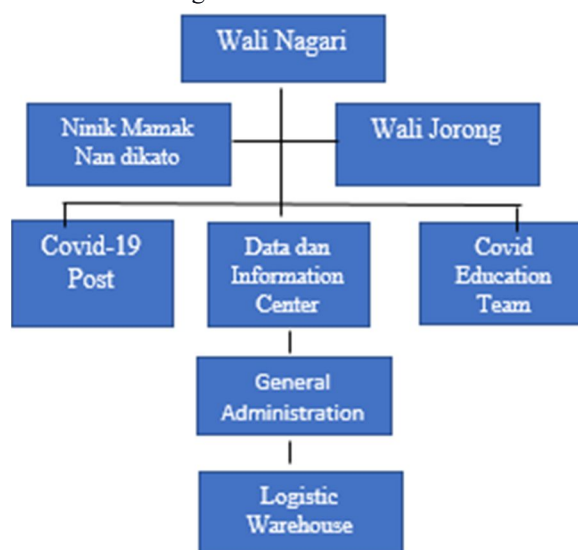 Wali Nagari
Ninik Mamak
Nan dikato
Wali Jorong
Covid-19
Post
Data dan
Information
Center
Covid
Education
Team
General
Administration
Logistic
Warehouse